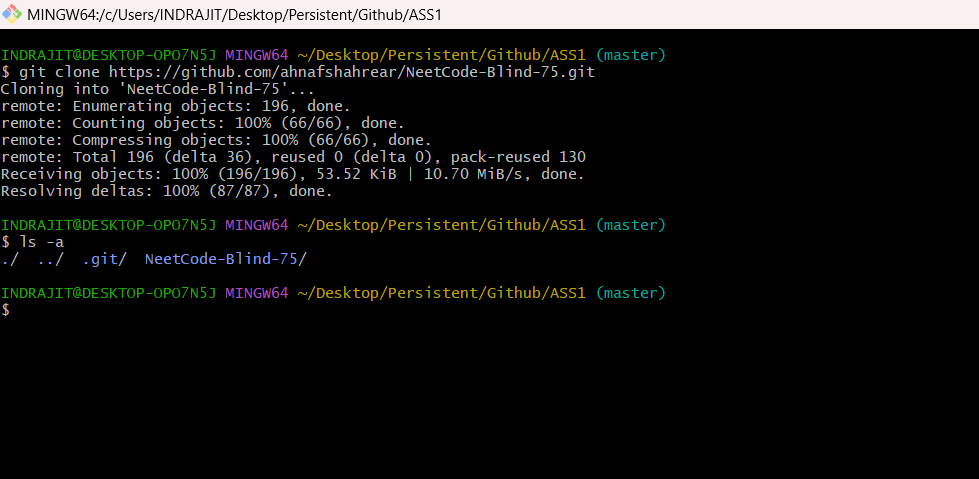 MINGW64:/c/Users/INDRAJIT/Desktop/Persistent/Github/ASS1
INDRAJIT@DESKTOP-OPO7N5J MINGW64 ~/Desktop/Persistent/Github/ASS1 (master)
$ git clone https://github.com/ahnafshahrear/NeetCode-Blind-75.git
Cloning into 'NeetCode-Blind-75'...
remote: Enumerating objects: 196, done.
remote: Counting objects: 100% (66/66), done.
remote: Compressing objects: 100% (66/66), done.
remote: Total 196 (delta 36), reused 0 (delta 0), pack-reused 130
Receiving objects: 100% (196/196), 53.52 KiB | 10.70 MiB/s, done.
Resolving deltas: 100% (87/87), done.
INDRAJIT@DESKTOP-OPO7N5J MINGW64 ~/Desktop/Persistent/Github/ASS1 (master)
$ ls -a
./  ../  .git/  NeetCode-Blind-75/
INDRAJIT@DESKTOP-OPO7N5J MINGW64 ~/Desktop/Persistent/Github/ASS1 (master)
$